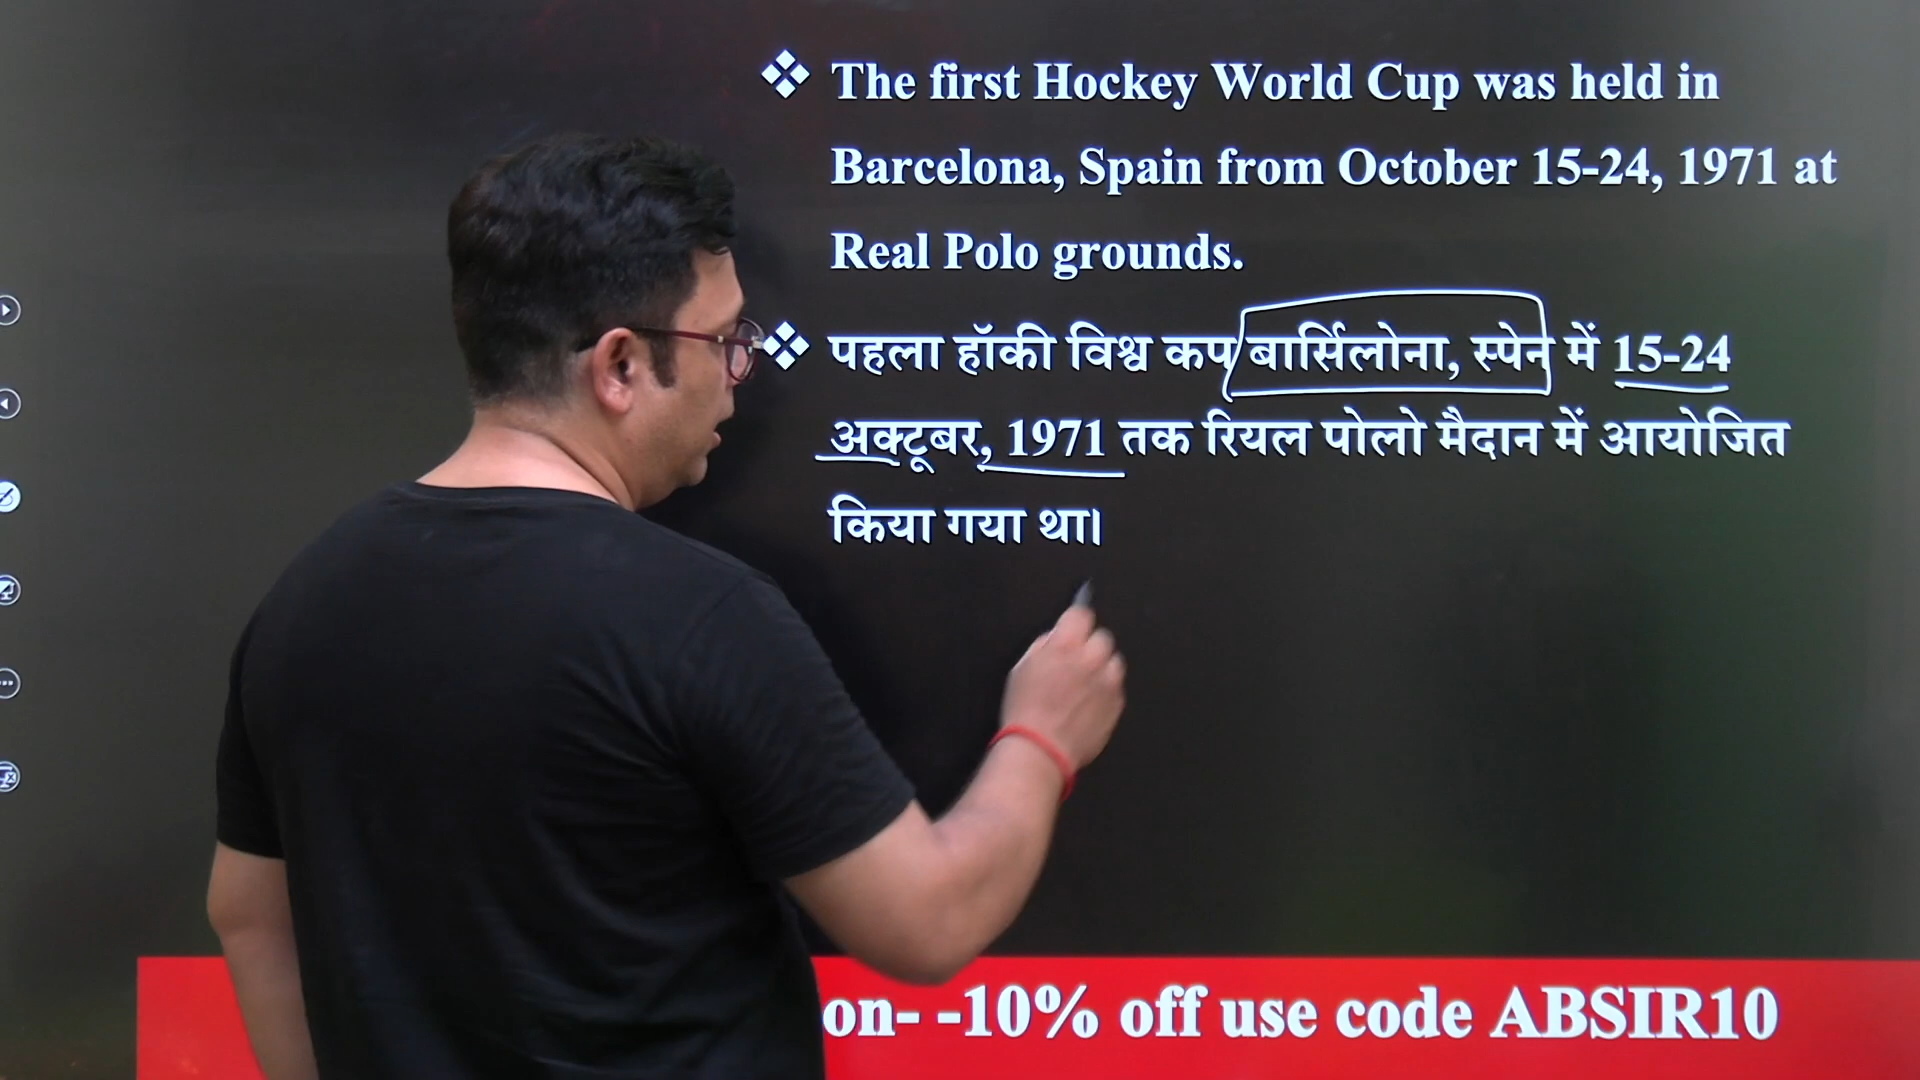 ❖ The first Hockey World Cup was held in
Barcelona, Spain from October 15-24, 1971 at
Real Polo grounds.
❖ पहला हॉकी विश्व कप बार्सिलोना, स्पेन में 15-24
अक्टूबर, 1971 तक रियल पोलो मैदान में आयोजित
किया गया था।
on- -10% off use code ABSIR10